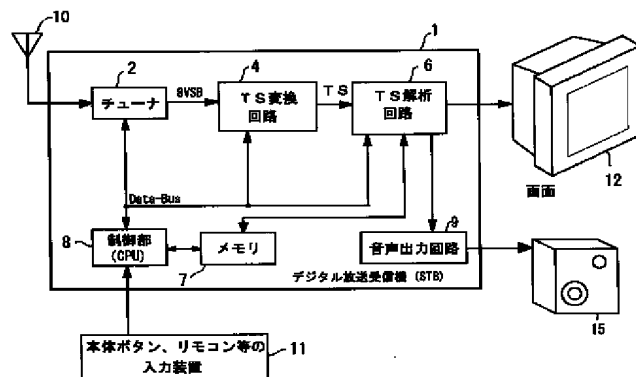 10
1
2
4
6
チューナ
8VSB
TS変換
回路
TS
TS解析
回路
12
画面
Data-Bus
8
制御部
(CPU)
メモリ
7
9
音声出力回路
デジタル放送受信機 (STB)
15
本体ボタン、リモコン等の
入力装置
11